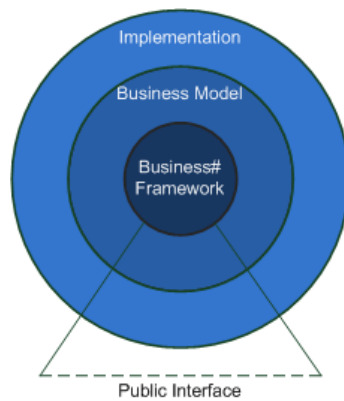 Implementation
Business Model
Business#
Framework
Public Interface